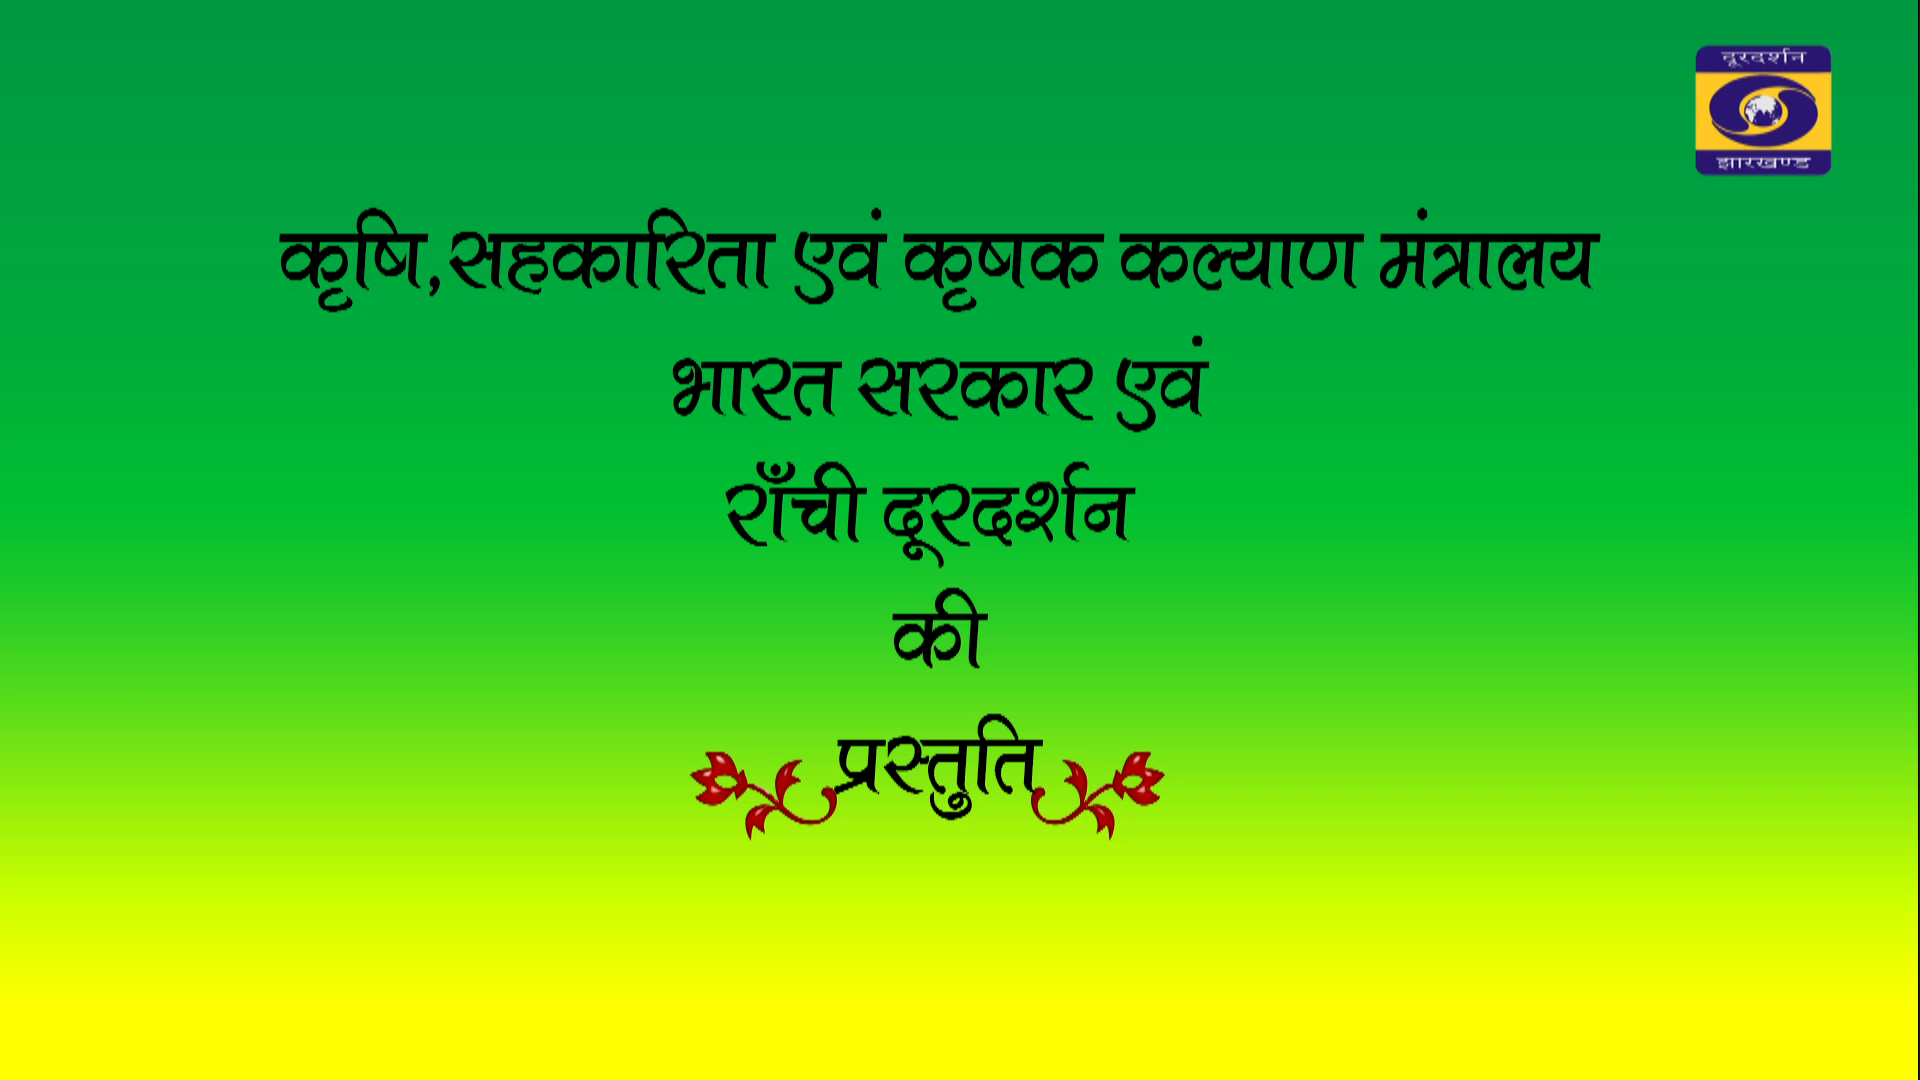 दूरदर्शन
झारखण्ड
कृषि,सहकारिता एवं कृषक कल्याण मंत्रालय
भारत सरकार एवं
राँची दूरदर्शन
की
प्रस्तुति